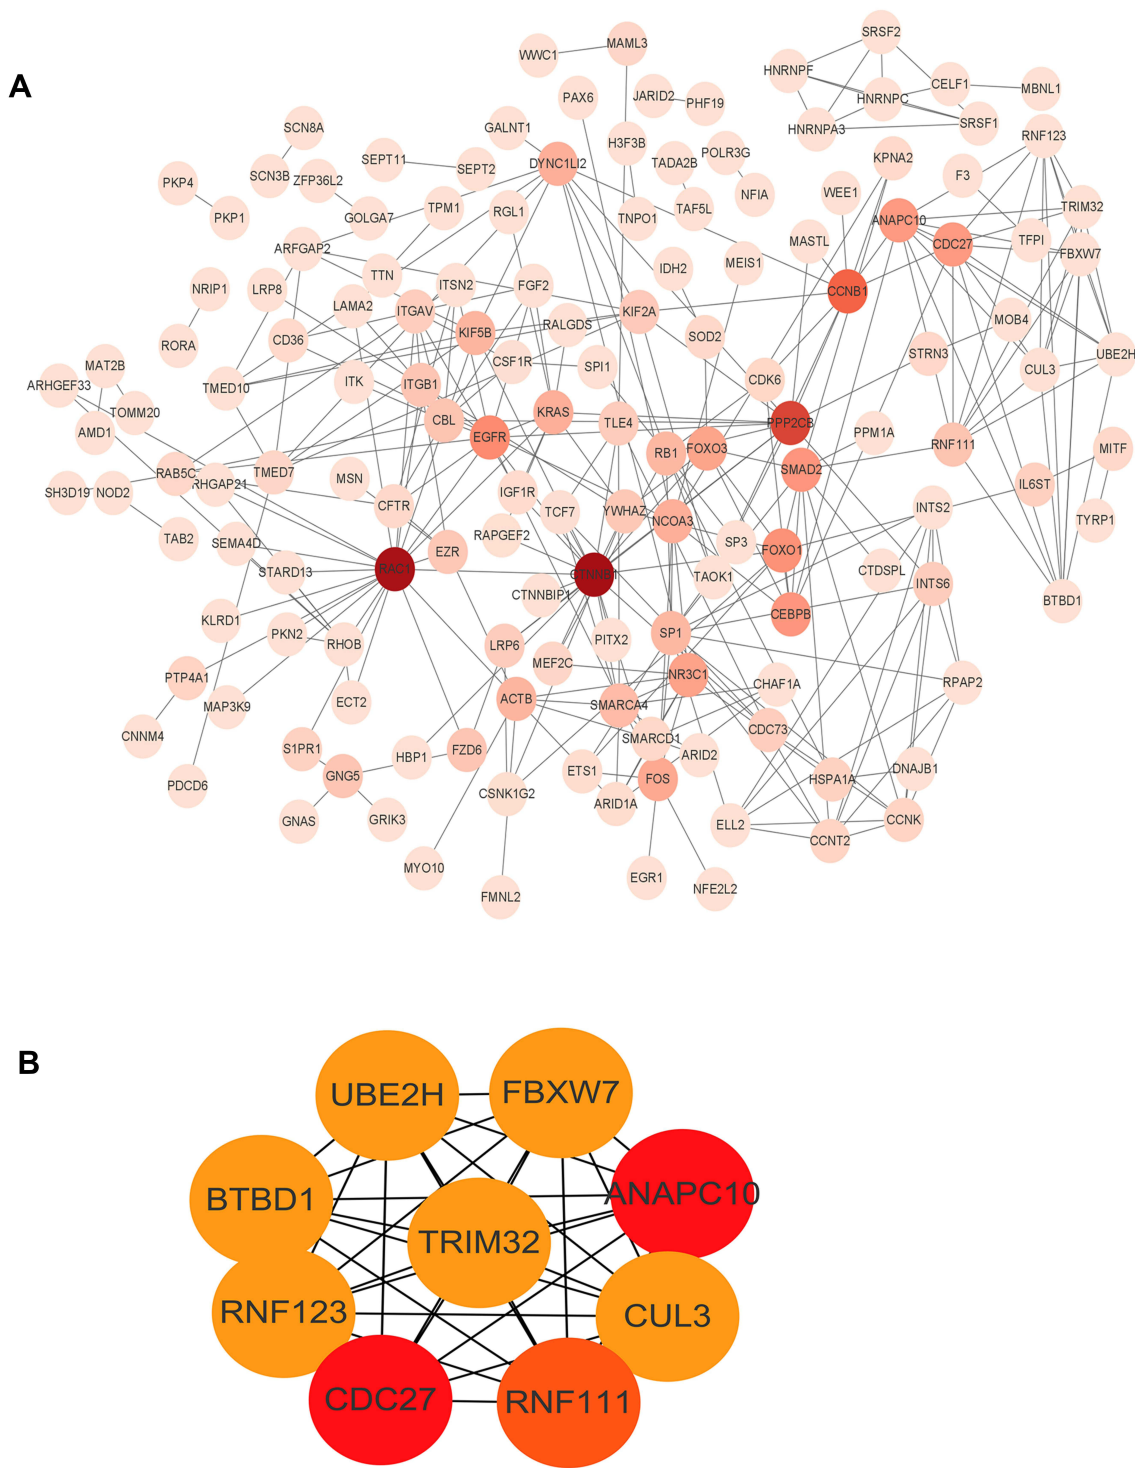 A
SRSF2
WWC1
MAML3
HNRNPF
CELF1
MBNL1
PAX6
JARID2
PHF19
HNRNPC
SCN8A
GALNT1
H3F3B
HNRNPA3
SRSF1
RNF123
SEPT11
SEPT2
DYNC1LI2
TADA2B
POLR3G
KPNA2
F3
PKP4
SCN3B
ZFP36L2
NFIA
WEE1
PKP1
GOLGA7
TPM1
RGL1
TNPO1
TAF5L
ANAPC10
TRIM32
ARFGAP2
MASTL
CDC27
TFPI
FBXW7
TTN
ITSN2
FGF2
IDH2
MEIS1
NRIP1
LRP8
LAMA2
ITGAV
CCNB1
KIF5B
RALGDS
KIF2A
MOB4
RORA
CD36
SOD2
STRN3
UBE2H
MAT2B
CSF1R
SPI1
CUL3
ARHGEF33
TMED10
ITK
ITGB1
CDK6
TOMM20
CBL
KRAS
TLE4
PPP2CB
AMD1
EGFR
PPM1A
RNF111
MITF
RAB5C
TMED7
RB1
FOXO3
SMAD2
SH3D19
NOD2
RHGAP21
MSN
IGF1R
IL6ST
CFTR
TCF7
YWHAZ
NCOA3
INTS2
TYRP1
TAB2
SEMA4D
EZR
RAPGEF2
SP3
FOXO1
STARD13
RAC1
CTNNB1
TAOK1
CTDSPL
INTS6
BTBD1
CTNNBIP1
KLRD1
PKN2
RHOB
LRP6
PITX2
SP1
CEBPB
PTP4A1
MEF2C
NR3C1
CHAF1A
RPAP2
MAP3K9
ECT2
ACTB
SMARCA4
CNNM4
S1PR1
HBP1
FZD6
SMARCD1
CDC73
ARID2
PDCD6
GNG5
ETS1
FOS
HSPA1A
DNAJB1
CSNK1G2
ARID1A
GNAS
GRIK3
ELL2
CCNT2
CCNK
MYO10
EGR1
NFE2L2
FMNL2
B
UBE2H
FBXW7
BTBD1
ANAPC10
TRIM32
RNF123
CUL3
CDC27
RNF111